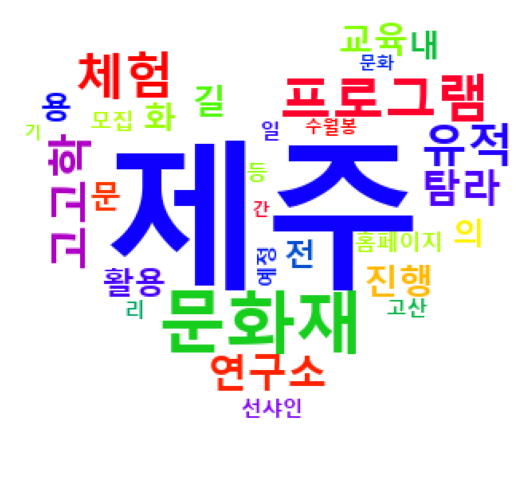 교육 내
문화
체험
프로그램
길
용
모집 화
일 수월봉
기
유적
고고학
제주
등
탐라
문
간
의
홈페이지
전
예정
활용
진행
리
문화재
고산
연구소
선샤인